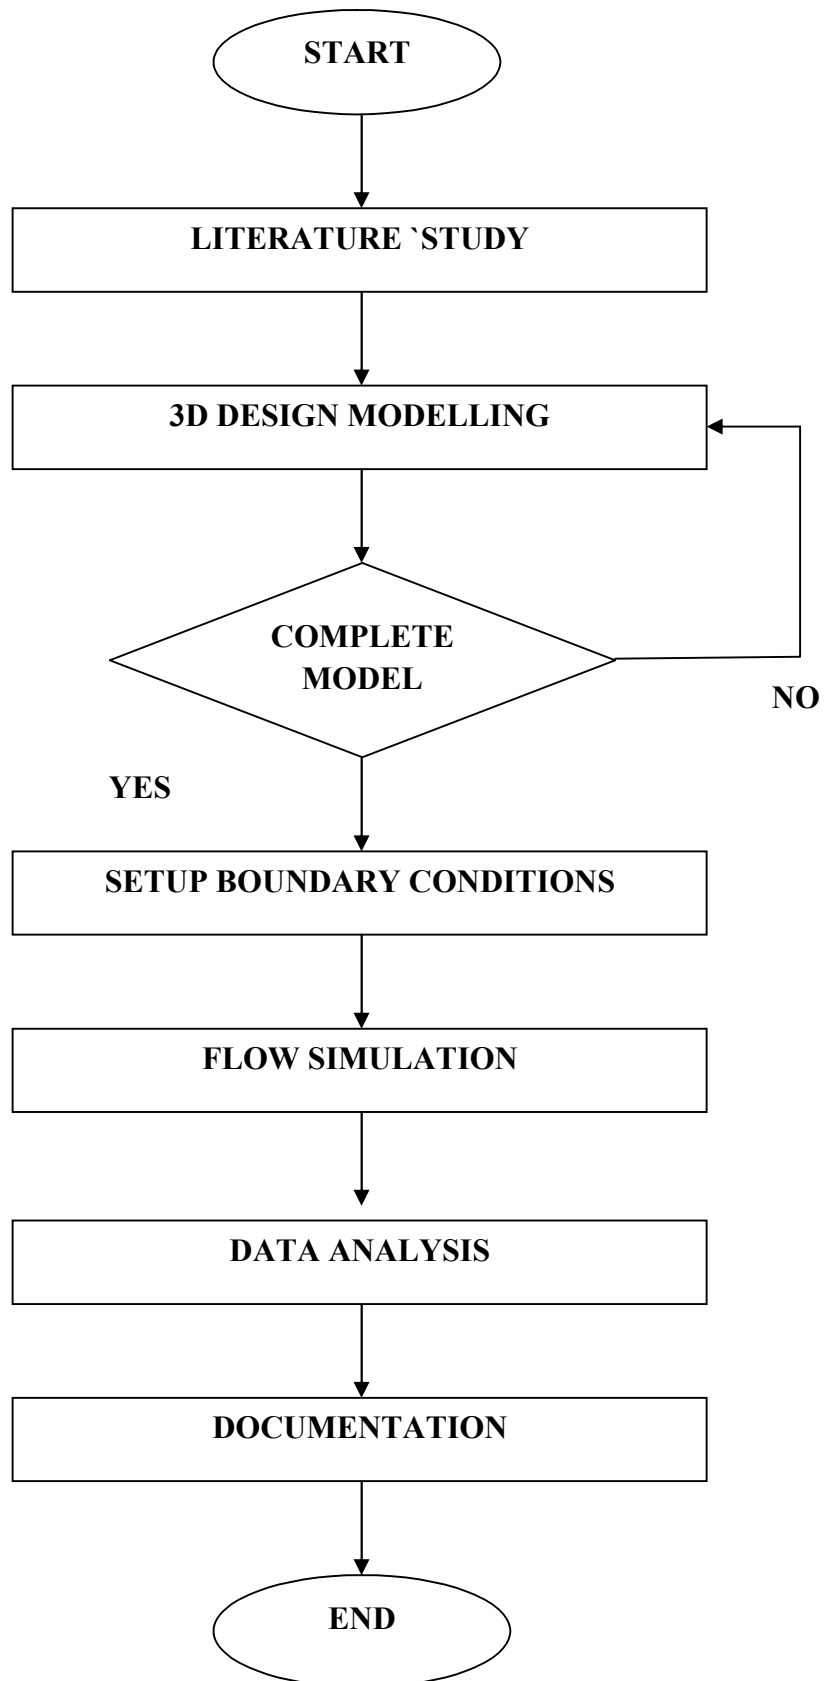 START
LITERATURE `STUDY
3D DESIGN MODELLING
COMPLETE
MODEL
NO
YES
SETUP BOUNDARY CONDITIONS
FLOW SIMULATION
DATA ANALYSIS
DOCUMENTATION
END